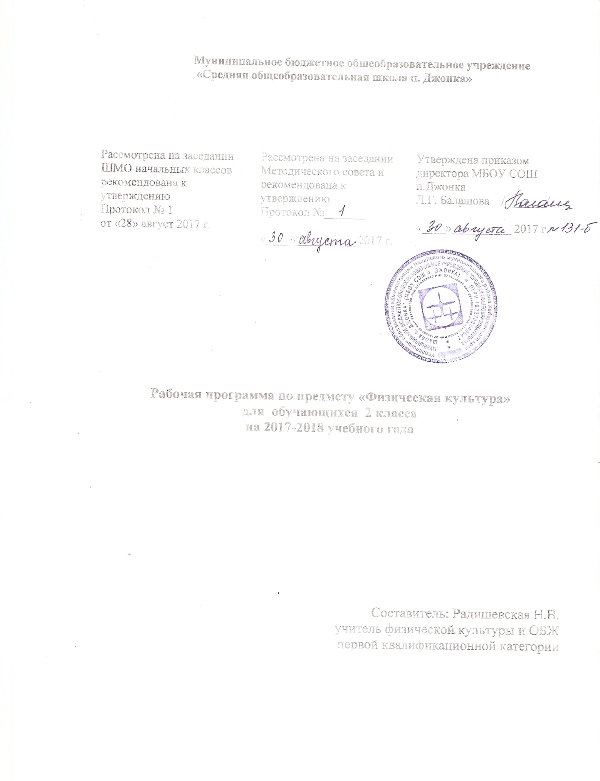 Муниципальное бюджетное общеобразовательное учреждение
«Средняя общеобразовательная школа п. Джонка»
Рассмотрена на заседании
ШМО начальных классов
рекомендована к
утверждению
Протокол № 1
от «28» август 2017 г.
Рассмотрена на заседании
Методического совета и
рекомендована к
утверждению
Протокол № 1
«30» августа 2017 г.
Утверждена приказом
директора МБОУ СОШ
п.Джонка
Л.Г. Балашова
«30» августа 2017 г №131-б
Рабочая программа по предмету «Физическая культура»
для обучающихся 2 класса
на 2017-2018 учебного года
Составитель: Радишевская Н.В.
учитель физической культуры и ОБЖ
первой квалификационной категории